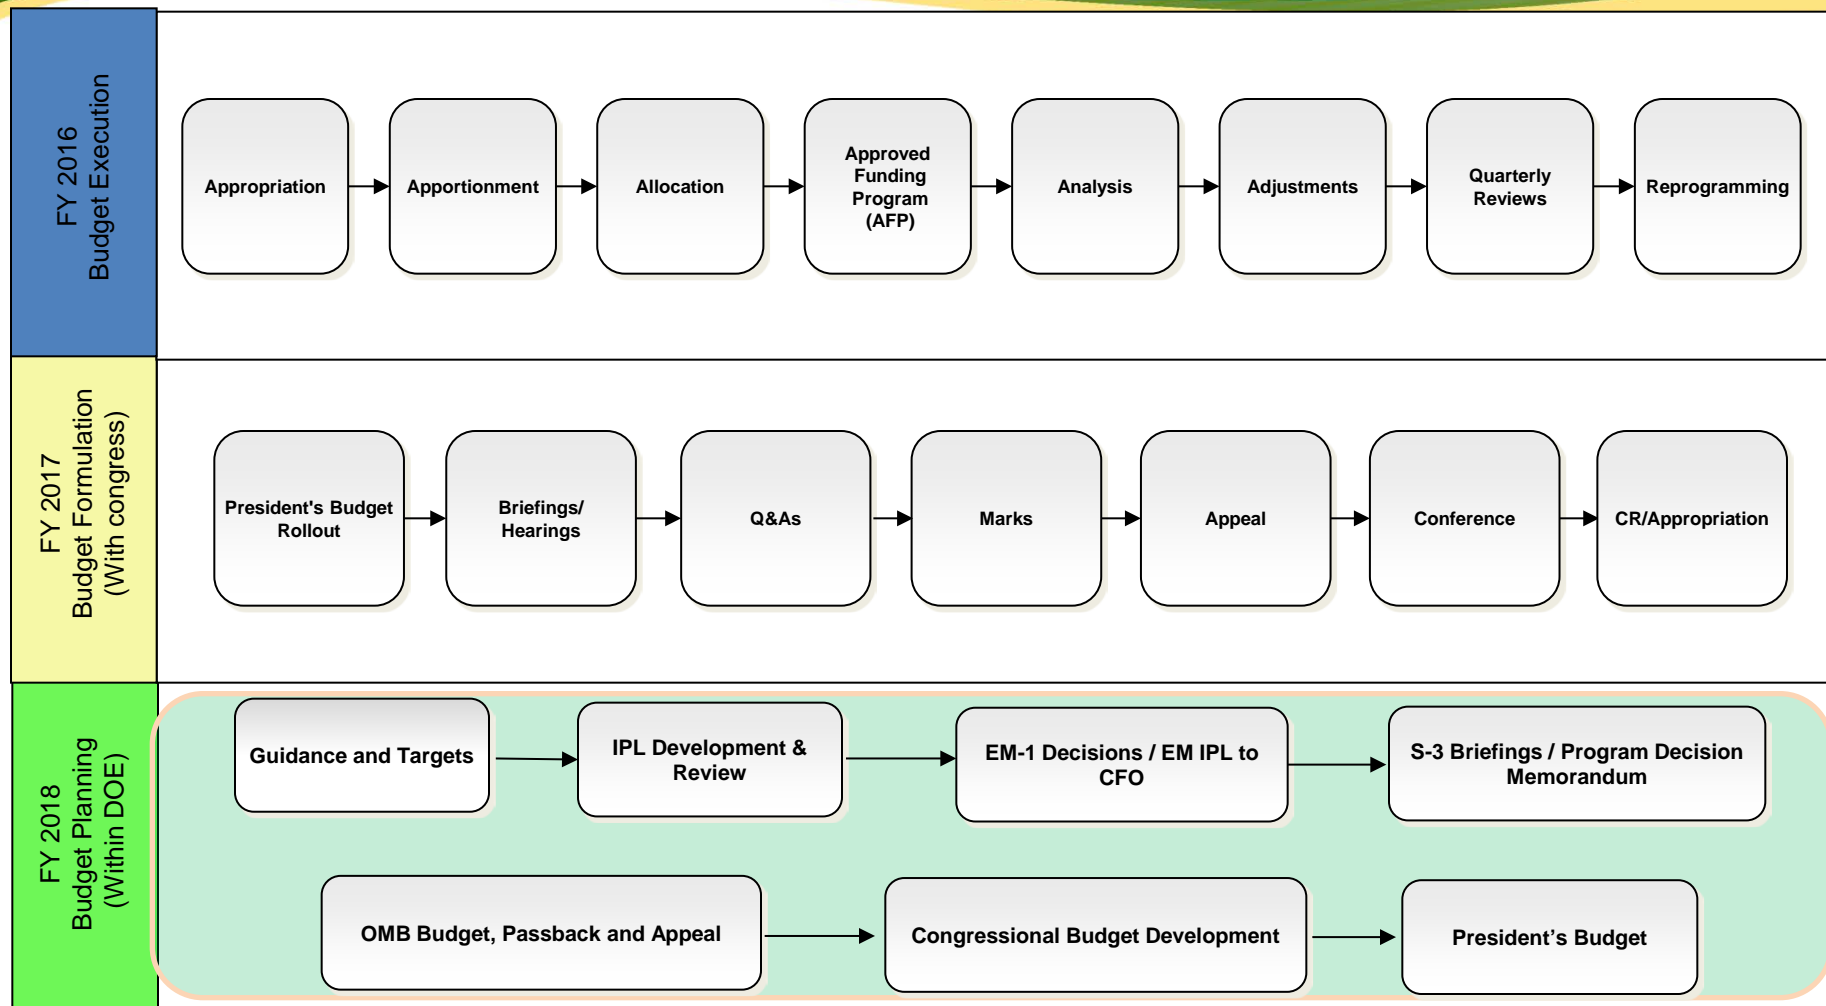 FY 2016
Budget Execution
Appropriation
Apportionment
Allocation
Approved
Funding
Program
(AFP)
Analysis
Adjustments
Quarterly
Reviews
Reprogramming
FY 2017
Budget Formulation
(With congress)
President's Budget
Rollout
Briefings/
Hearings
Q&As
Marks
Appeal
Conference
CR/Appropriation
FY 2018
Budget Planning
(Within DOE)
Guidance and Targets
IPL Development &
Review
EM-1 Decisions / EM IPL to
CFO
S-3 Briefings / Program Decision
Memorandum
OMB Budget, Passback and Appeal
Congressional Budget Development
President’s Budget